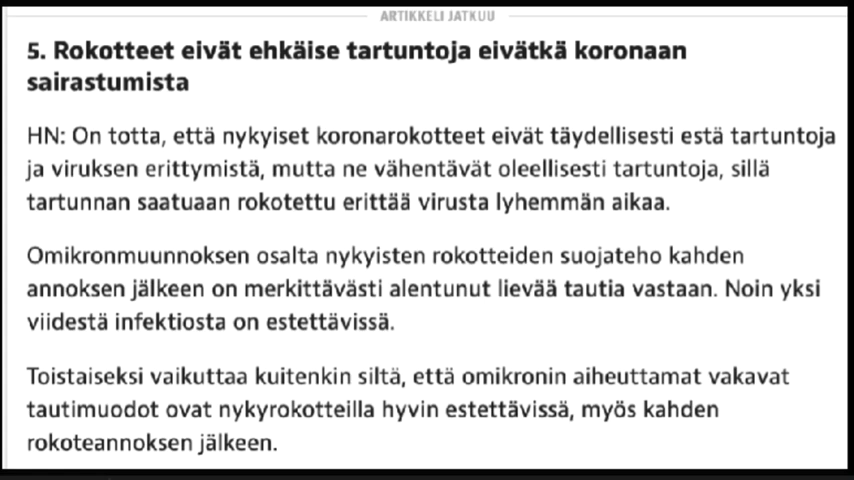 ARTIKKELI JATKUU
5. Rokotteet eivät ehkäise tartuntoja eivätkä koronaan
sairastumista
HN: On totta, että nykyiset koronarokotteet eivät täydellisesti estä tartuntoja
ja viruksen erittymistä, mutta ne vähentävät oleellisesti tartuntoja, sillä
tartunnan saatuaan rokotettu erittää virusta lyhemmän aikaa.
Omikronmuunnoksen osalta nykyisten rokotteiden suojateho kahden
annoksen jälkeen on merkittävästi alentunut lievää tautia vastaan. Noin yksi
viidestä infektiosta on estettävissä.
Toistaiseksi vaikuttaa kuitenkin siltä, että omikronin aiheuttamat vakavat
tautimuodot ovat nykyrokotteilla hyvin estettävissä, myös kahden
rokoteannoksen jälkeen.